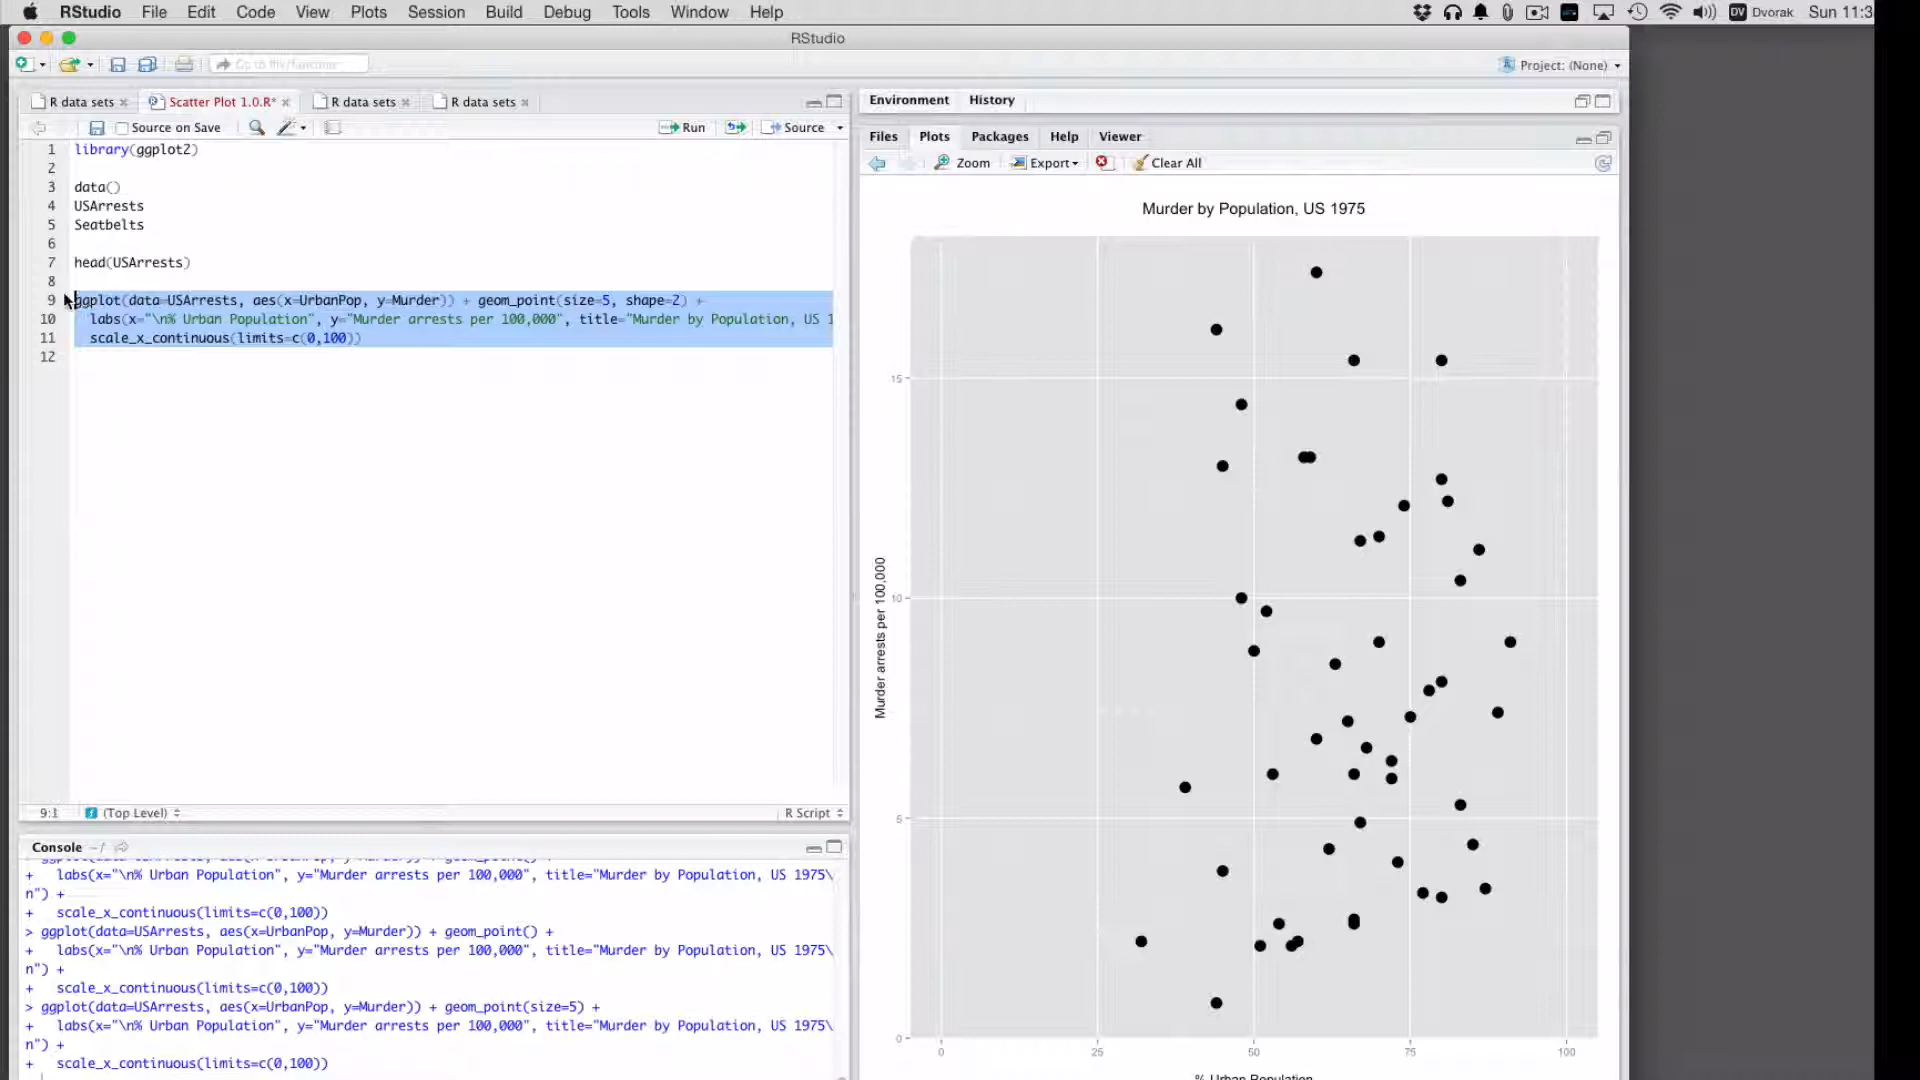 RStudio File Edit Code View Plots Session Build Debug Tools Window Help DV Dvorak Sun 11:3
RStudio
Go to file/function Project: (None)
R data sets Scatter Plot 1.0.R* R data sets R data sets
Source on Save Run Source
1 library(ggplot2)
2
3 data()
4 USArrests
5 Seatbelts
6
7 head(USArrests)
8
9 ggplot(data=USArrests, aes(x=UrbanPop, y=Murder)) + geom_point(size=5, shape=2) +
10 labs(x="\n% Urban Population", y="Murder arrests per 100,000", title="Murder by Population, US 1
11 scale_x_continuous(limits=c(0,100))
12
9:1 (Top Level) R Script
Console ~/
+ labs(x="\n% Urban Population", y="Murder arrests per 100,000", title="Murder by Population, US 1975\
n") +
+ scale_x_continuous(limits=c(0,100))
> ggplot(data=USArrests, aes(x=UrbanPop, y=Murder)) + geom_point() +
+ labs(x="\n% Urban Population", y="Murder arrests per 100,000", title="Murder by Population, US 1975\
n") +
+ scale_x_continuous(limits=c(0,100))
> ggplot(data=USArrests, aes(x=UrbanPop, y=Murder)) + geom_point(size=5) +
+ labs(x="\n% Urban Population", y="Murder arrests per 100,000", title="Murder by Population, US 1975\
n") +
+ scale_x_continuous(limits=c(0,100))
Environment History
Files Plots Packages Help Viewer
Zoom Export Clear All
Murder by Population, US 1975
Murder arrests per 100,000
15
10
5
0
0 25 50 75 100
% Urban Population